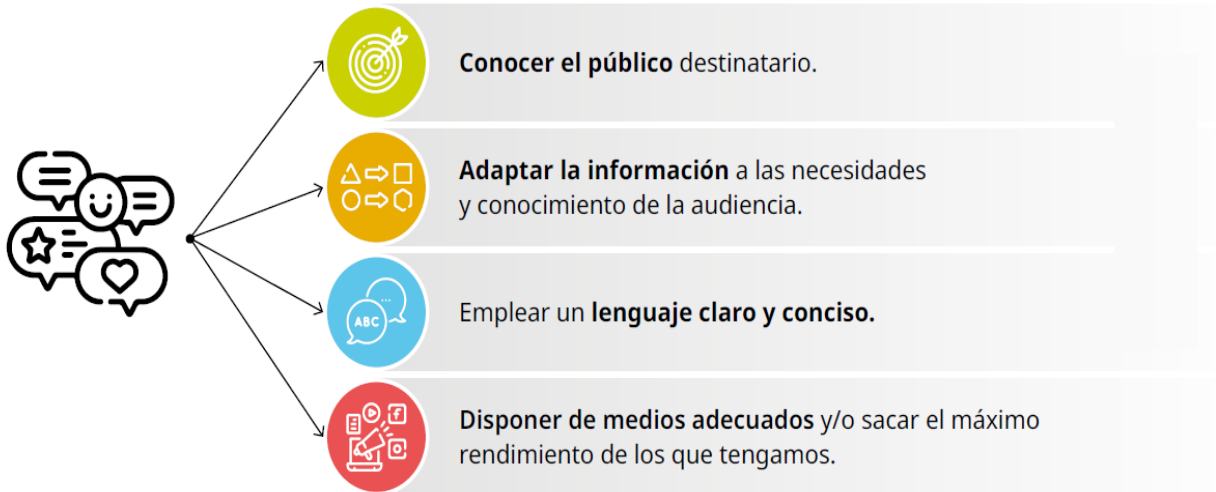 Conocer el público destinatario.
Adaptar la información a las necesidades
y conocimiento de la audiencia.
ABC
Emplear un lenguaje claro y conciso.
Disponer de medios adecuados y/o sacar el máximo
rendimiento de los que tengamos.